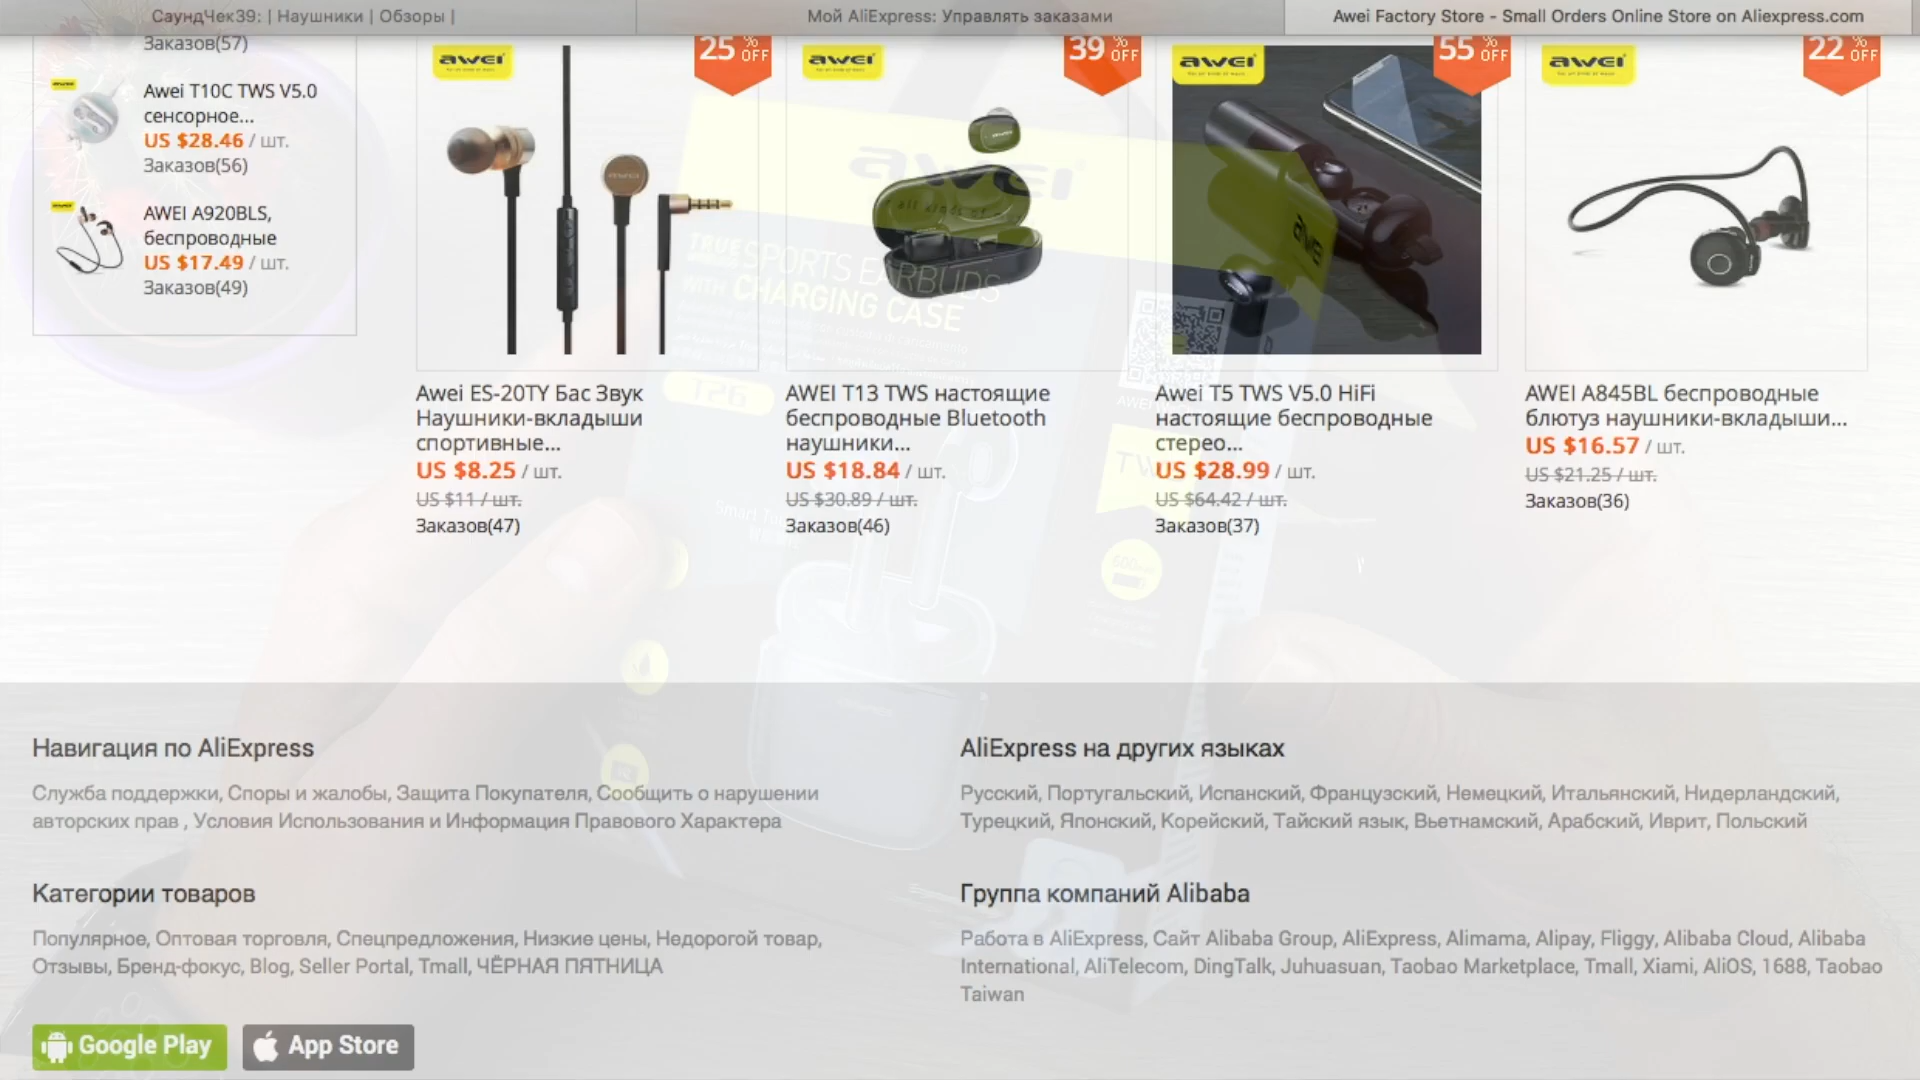 СаундЧек39: | Наушники | Обзоры |
Мой AliExpress: Управлять заказами
Awei Factory Store - Small Orders Online Store on Aliexpress.com
Заказов(57)
Awei T10C TWS V5.0
сенсорное...
US $28.46 / шт.
Заказов(56)
AWEI A920BLS,
беспроводные
US $17.49 / шт.
Заказов(49)
awei
25 % OFF
Awei ES-20TY Бас Звук
Наушники-вкладыши
спортивные...
US $8.25 / шт.
US $11 / шт.
Заказов(47)
awei
39 % OFF
AWEI T13 TWS настоящие
беспроводные Bluetooth
наушники...
US $18.84 / шт.
US $30.89 / шт.
Заказов(46)
awei
55 % OFF
Awei T5 TWS V5.0 HiFi
настоящие беспроводные
стерео...
US $28.99 / шт.
US $64.42 / шт.
Заказов(37)
awei
22 % OFF
AWEI A845BL беспроводные
блютуз наушники-вкладыши...
US $16.57 / шт.
US $21.25 / шт.
Заказов(36)
awei
TRUE SPORTS EARBUDS
WITH CHARGING CASE
T26
Навигация по AliExpress
Служба поддержки, Споры и жалобы, Защита Покупателя, Сообщить о нарушении
авторских прав , Условия Использования и Информация Правового Характера
AliExpress на других языках
Русский, Португальский, Испанский, Французский, Немецкий, Итальянский, Нидерландский,
Турецкий, Японский, Корейский, Тайский язык, Вьетнамский, Арабский, Иврит, Польский
Категории товаров
Популярное, Оптовая торговля, Спецпредложения, Низкие цены, Недорогой товар,
Отзывы, Бренд-фокус, Blog, Seller Portal, Tmall, ЧЁРНАЯ ПЯТНИЦА
Группа компаний Alibaba
Работа в AliExpress, Сайт Alibaba Group, AliExpress, Alimama, Alipay, Fliggy, Alibaba Cloud, Alibaba
International, AliTelecom, DingTalk, Juhuasuan, Taobao Marketplace, Tmall, Xiami, AliOS, 1688, Taobao
Taiwan
Google Play
App Store